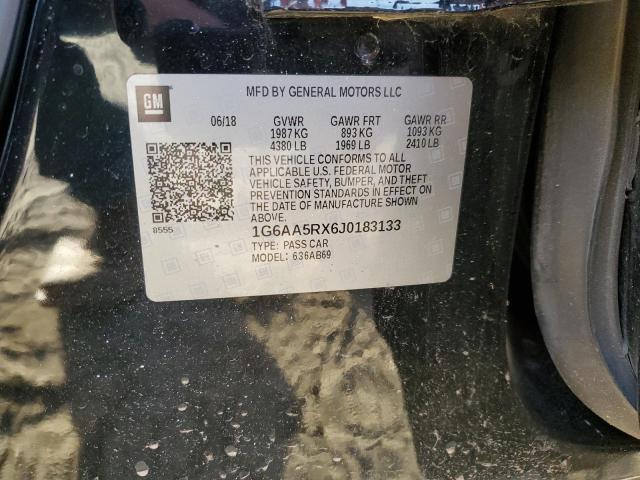 GM
MFD BY GENERAL MOTORS LLC
06/18 GVWR GAWR FRT GAWR RR
1987 KG 893 KG 1093 KG
4380 LB 1969 LB 2410 LB
THIS VEHICLE CONFORMS TO ALL
APPLICABLE U.S. FEDERAL MOTOR
VEHICLE SAFETY, BUMPER, AND THEFT
PREVENTION STANDARDS IN EFFECT ON
THE DATE OF MANUFACTURE SHOWN
ABOVE.
8555
1G6AA5RX6J0183133
TYPE: PASS CAR
MODEL: 636AB69